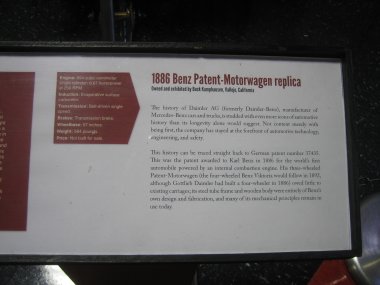 Engine: 954 cubic centimeter
single cylinder, 0.67 horsepower
at 250 RPM
Induction: Evaporative surface
carburetor
Transmission: Belt-driven single
speed
Brakes: Transmission brake
Wheelbase: 57 inches
Weight: 584 pounds
Price: Not built for sale.
1886 Benz Patent-Motorwagen replica
Owned and exhibited by Buck Kamphausen, Vallejo, California
The history of Daimler AG (formerly Daimler-Benz), manufacturer of
Mercedes-Benz cars and trucks, is studded with even more icons of automotive
history than its longevity alone would suggest. Not content merely with
being first, the company has stayed at the forefront of automotive technology,
engineering, and safety.
This history can be traced straight back to German patent number 37435.
This was the patent awarded to Karl Benz in 1886 for the world's first
automobile powered by an internal combustion engine. His three-wheeled
Patent-Motorwagen (the four-wheeled Benz Viktoria would follow in 1893,
although Gottlieb Daimler had built a four-wheeler in 1886) owed little to
existing carriages; its steel tube frame and wooden body were entirely of Benz's
own design and fabrication, and many of its mechanical principles remain in
use today.